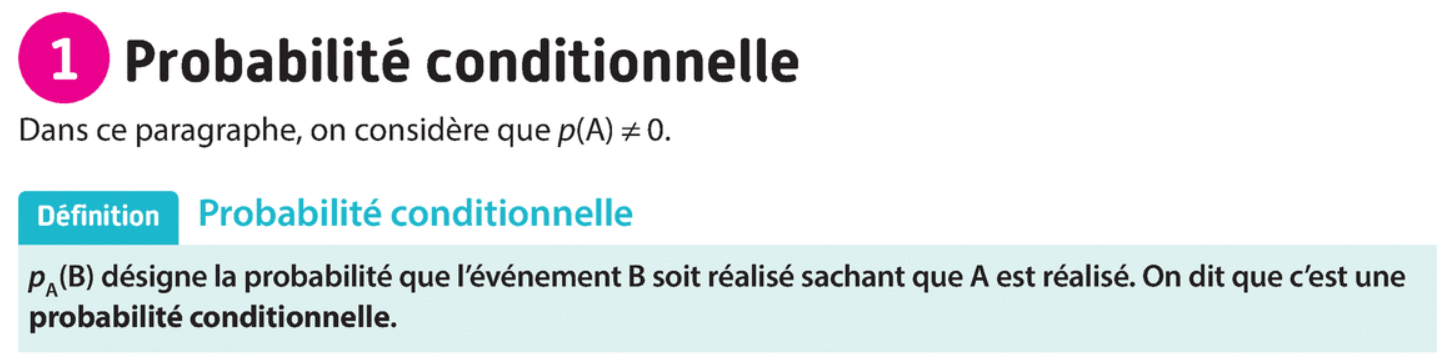 1 Probabilité conditionnelle
Dans ce paragraphe, on considère que p(A) ≠ 0.
Définition Probabilité conditionnelle
p_A(B) désigne la probabilité que l’événement B soit réalisé sachant que A est réalisé. On dit que c’est une
probabilité conditionnelle.